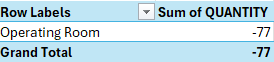 Row Labels Sum of QUANTITY
Operating Room -77
Grand Total -77